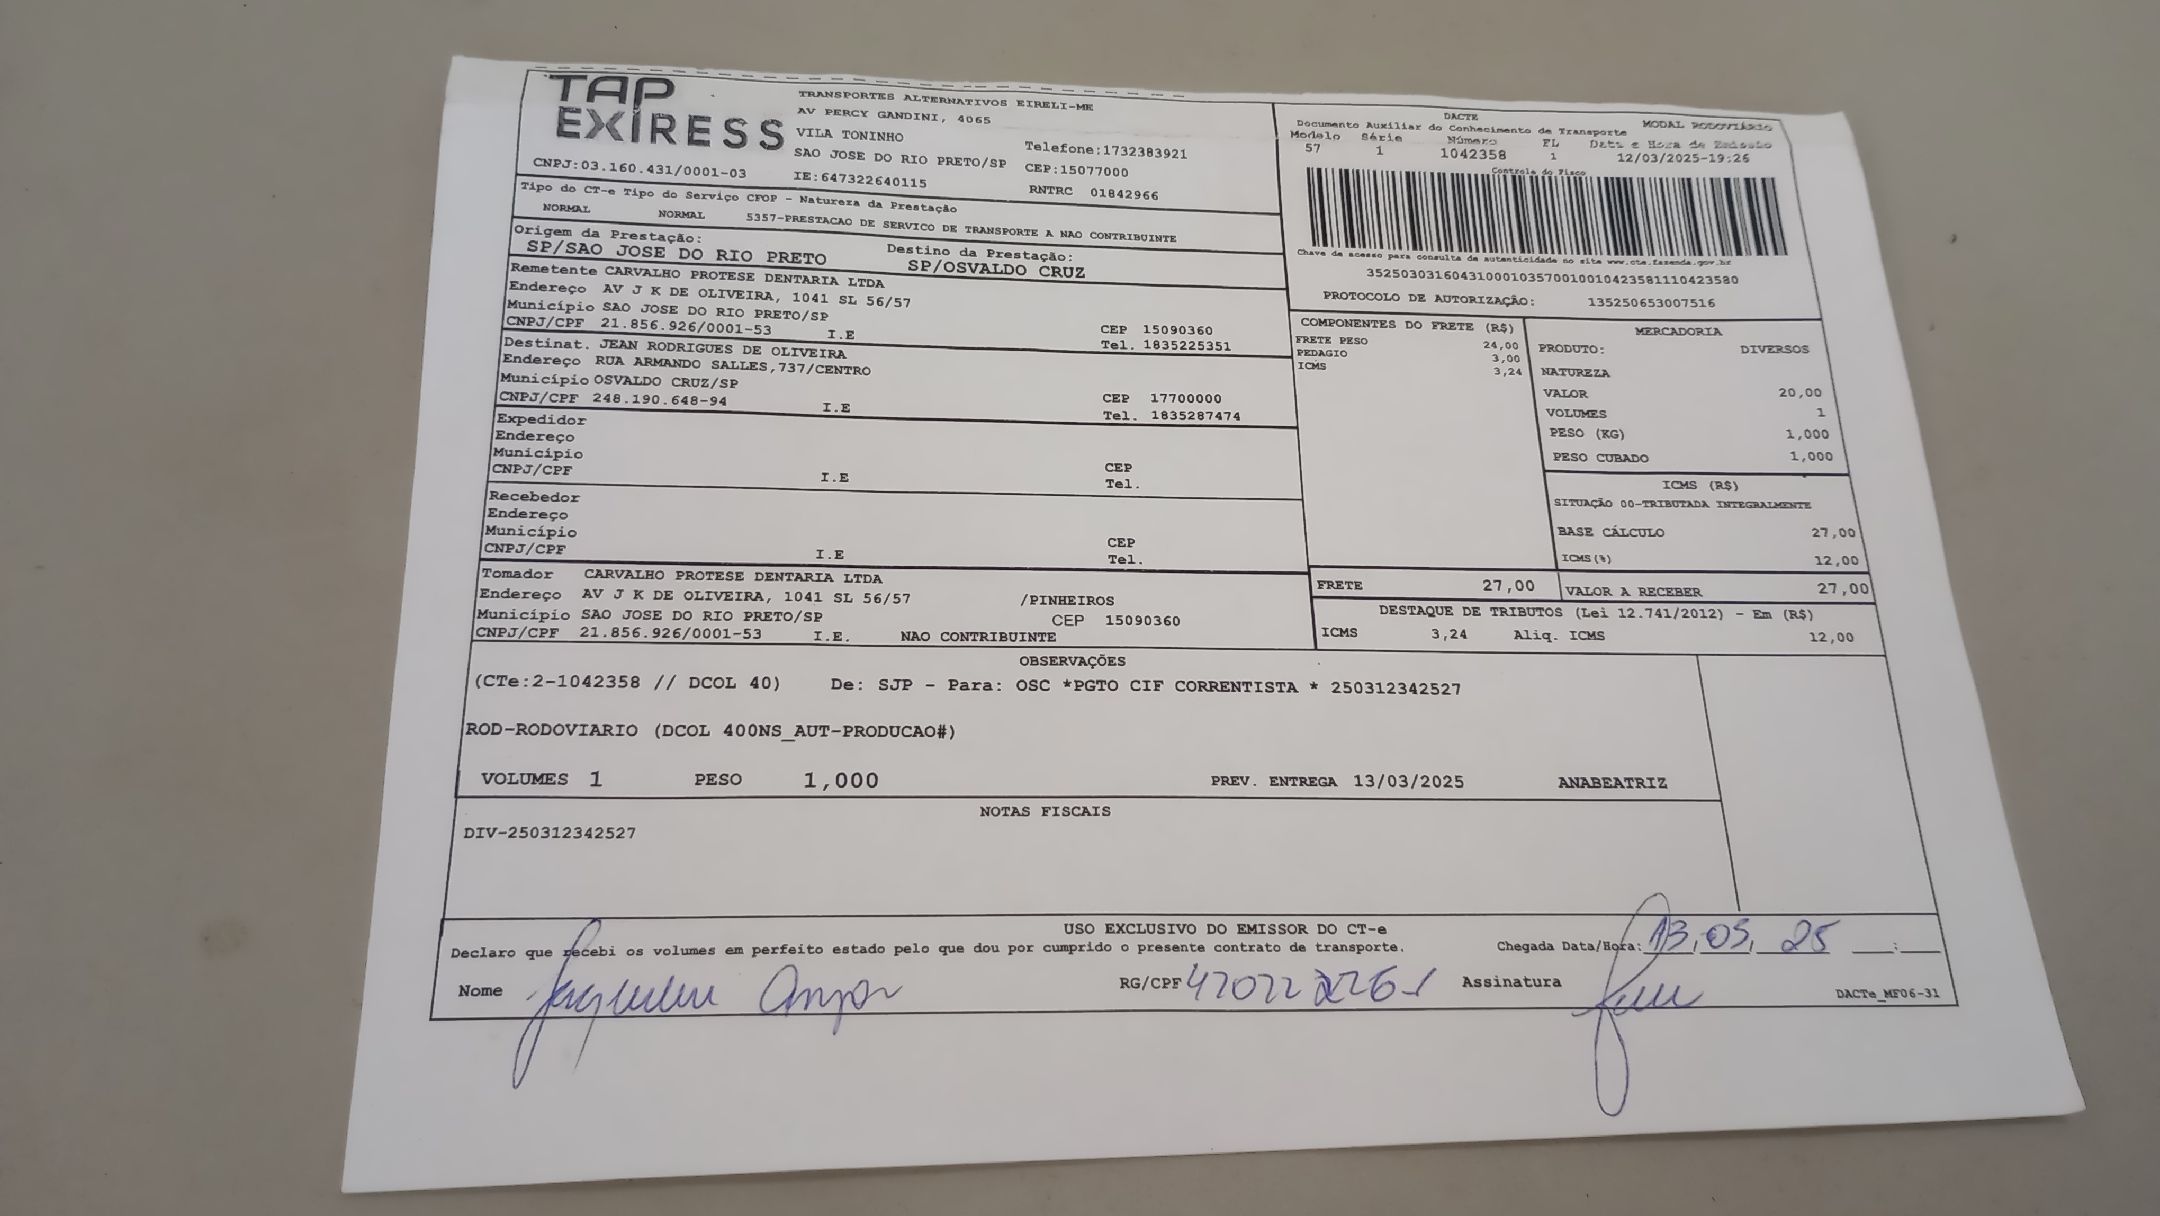 TAP
EXIRESS
CNPJ:03.160.431/0001-03
TRANSPORTES ALTERNATIVOS EIRELI-ME
AV PERCY GANDINI, 4065
VILA TONINHO
SAO JOSE DO RIO PRETO/SP
IE:647322640115
Telefone:1732383921
CEP:15077000
RNTRC 01842966
DACTE
Documento Auxiliar do Conhecimento de Transporte
MODAL RODOVIÁRIO
Modelo Série Número FL Data e Hora de Emissão
57 1 1042358 1 12/03/2025-19:26
Controle do Fisco
Chave de acesso para consulta de autenticidade no site www.cte.fazenda.gov.br
35250303160431000103570010010423581110423580
PROTOCOLO DE AUTORIZAÇÃO: 135250653007516
Tipo do CT-e Tipo do Serviço CFOP - Natureza da Prestação
NORMAL NORMAL 5357-PRESTACAO DE SERVICO DE TRANSPORTE A NAO CONTRIBUINTE
Origem da Prestação: Destino da Prestação:
SP/SAO JOSE DO RIO PRETO SP/OSVALDO CRUZ
Remetente CARVALHO PROTESE DENTARIA LTDA
Endereço AV J K DE OLIVEIRA, 1041 SL 56/57
Município SAO JOSE DO RIO PRETO/SP CEP 15090360
CNPJ/CPF 21.856.926/0001-53 I.E Tel. 1835225351
Destinat. JEAN RODRIGUES DE OLIVEIRA
Endereço RUA ARMANDO SALLES,737/CENTRO
Município OSVALDO CRUZ/SP CEP 17700000
CNPJ/CPF 248.190.648-94 I.E Tel. 1835287474
Expedidor
Endereço
Município CEP
CNPJ/CPF I.E Tel.
Recebedor
Endereço
Município CEP
CNPJ/CPF I.E Tel.
Tomador CARVALHO PROTESE DENTARIA LTDA
Endereço AV J K DE OLIVEIRA, 1041 SL 56/57 /PINHEIROS
Município SAO JOSE DO RIO PRETO/SP CEP 15090360
CNPJ/CPF 21.856.926/0001-53 I.E. NAO CONTRIBUINTE
COMPONENTES DO FRETE (R$)
FRETE PESO 24,00
PEDAGIO 3,00
ICMS 3,24
MERCADORIA
PRODUTO: DIVERSOS
NATUREZA
VALOR 20,00
VOLUMES 1
PESO (KG) 1,000
PESO CUBADO 1,000
ICMS (R$)
SITUAÇÃO 00-TRIBUTADA INTEGRALMENTE
BASE CÁLCULO 27,00
ICMS(%) 12,00
FRETE 27,00 VALOR A RECEBER 27,00
DESTAQUE DE TRIBUTOS (Lei 12.741/2012) - Em (R$)
ICMS 3,24 Aliq. ICMS 12,00
OBSERVAÇÕES
(CTe:2-1042358 // DCOL 40) De: SJP - Para: OSC *PGTO CIF CORRENTISTA * 250312342527
ROD-RODOVIARIO (DCOL 400NS_AUT-PRODUCAO#)
VOLUMES 1 PESO 1,000 PREV. ENTREGA 13/03/2025 ANABEATRIZ
NOTAS FISCAIS
DIV-250312342527
USO EXCLUSIVO DO EMISSOR DO CT-e
Declaro que recebi os volumes em perfeito estado pelo que dou por cumprido o presente contrato de transporte. Chegada Data/Hora: 13, 03, 25 :
Nome RG/CPF Assinatura
DACTe_MF06-31